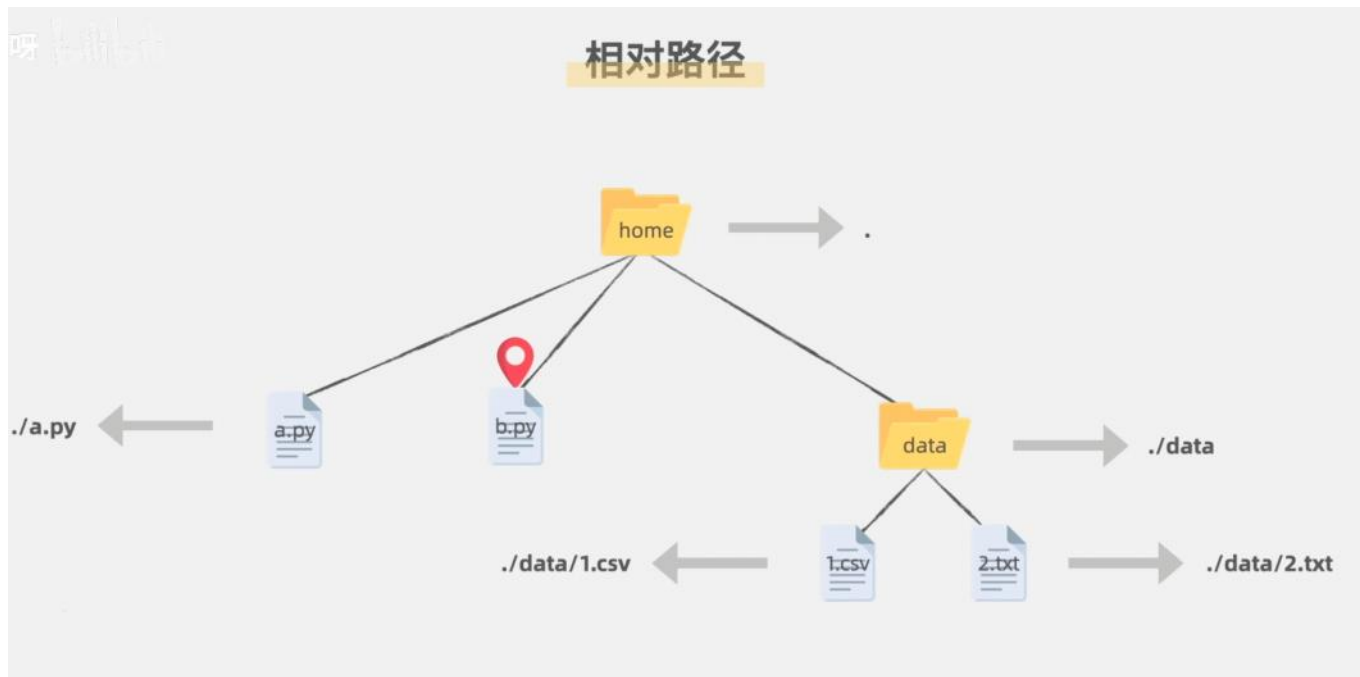 呀
相对路径
home
.
./a.py
a.py
b.py
data
./data
./data/1.csv
1.csv
2.txt
./data/2.txt